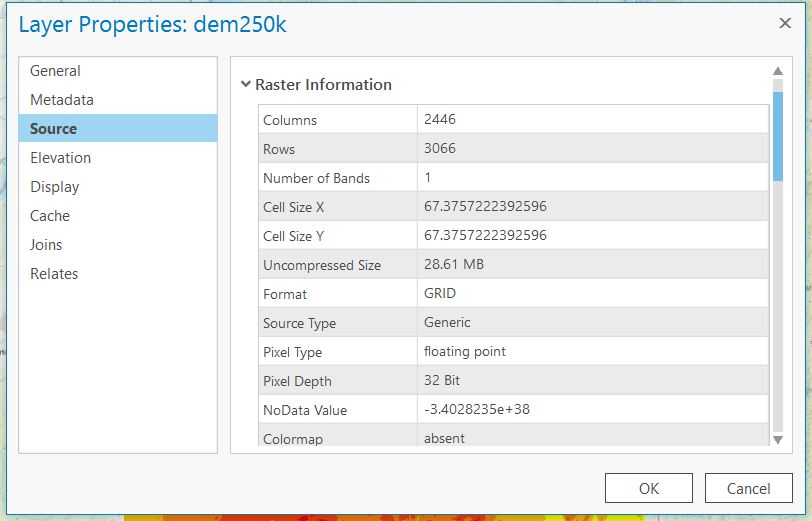 Layer Properties: dem250k
General
Metadata
Source
Elevation
Display
Cache
Joins
Relates
Raster Information
Columns 2446
Rows 3066
Number of Bands 1
Cell Size X 67.3757222392596
Cell Size Y 67.3757222392596
Uncompressed Size 28.61 MB
Format GRID
Source Type Generic
Pixel Type floating point
Pixel Depth 32 Bit
NoData Value -3.4028235e+38
Colormap absent
OK Cancel